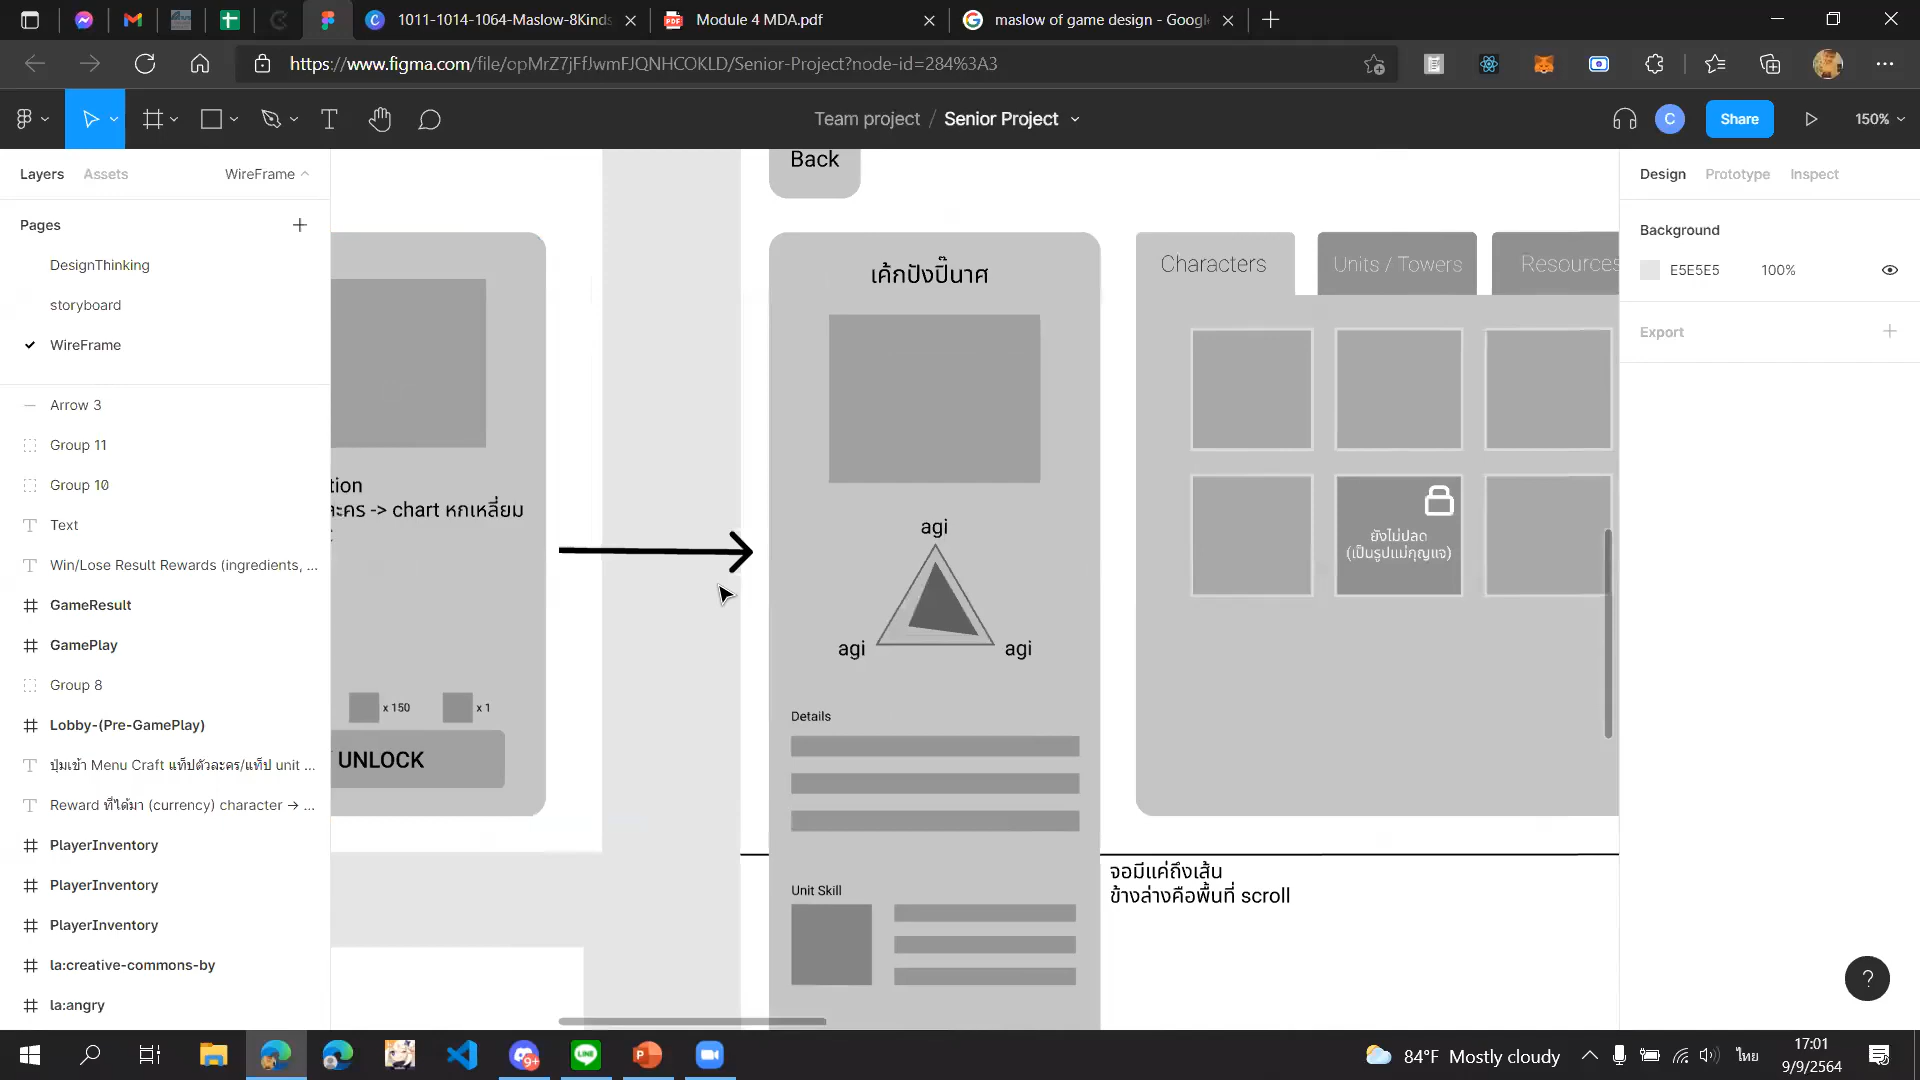 1011-1014-1064-Maslow-8Kinds
Module 4 MDA.pdf
maslow of game design - Google
https://www.figma.com/file/opMrZ7jFfJwmFJQNHCOKLD/Senior-Project?node-id=284%3A3
Team project / Senior Project
C
Share
150%
Layers
Assets
WireFrame
Design
Prototype
Inspect
Pages
DesignThinking
storyboard
WireFrame
Arrow 3
Group 11
Group 10
Text
Win/Lose Result Rewards (ingredients, ...
GameResult
GamePlay
Group 8
Lobby-(Pre-GamePlay)
ปุ่มเข้า Menu Craft แท็ปตัวละคร/แท็ป unit ...
Reward ที่ได้มา (currency) character → ...
PlayerInventory
PlayerInventory
PlayerInventory
la:creative-commons-by
la:angry
tion
ะคร -> chart หกเหลี่ยม
x 150
x 1
UNLOCK
Back
เค้กปังปิ๊นาศ
agi
agi
agi
Details
Unit Skill
Characters
Units / Towers
Resources
ยังไม่ปลด
(เป็นรูปแม่กุญแจ)
จอมีแค่ถึงเส้น
ข้างล่างคือพื้นที่ scroll
Background
E5E5E5
100%
Export
?
9+
84°F Mostly cloudy
ไทย
17:01
9/9/2564